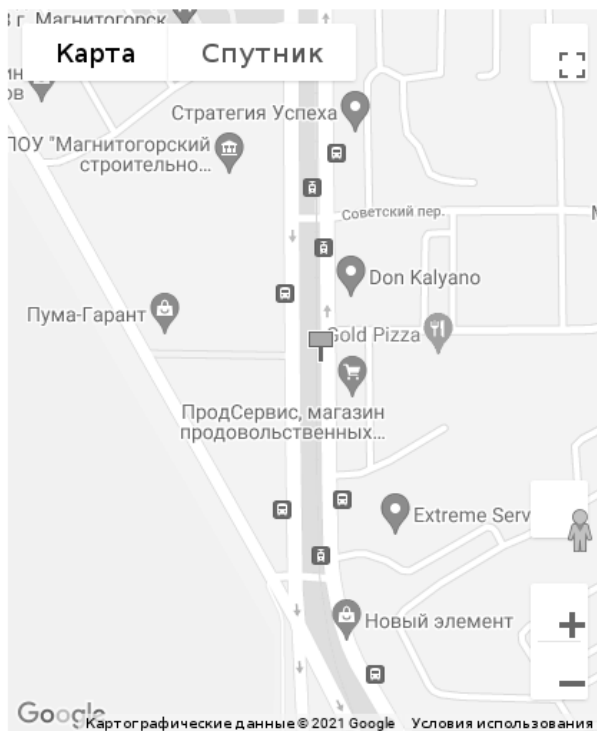 г. Магнитогорск
Карта
Спутник
Стратегия Успеха
ПОУ "Магнитогорский
строительно...
Советский пер.
Don Kalyano
Пума-Гарант
Gold Pizza
ПродСервис, магазин
продовольственных...
Extreme Serv
Новый элемент
Google
Картографические данные © 2021 Google
Условия использования